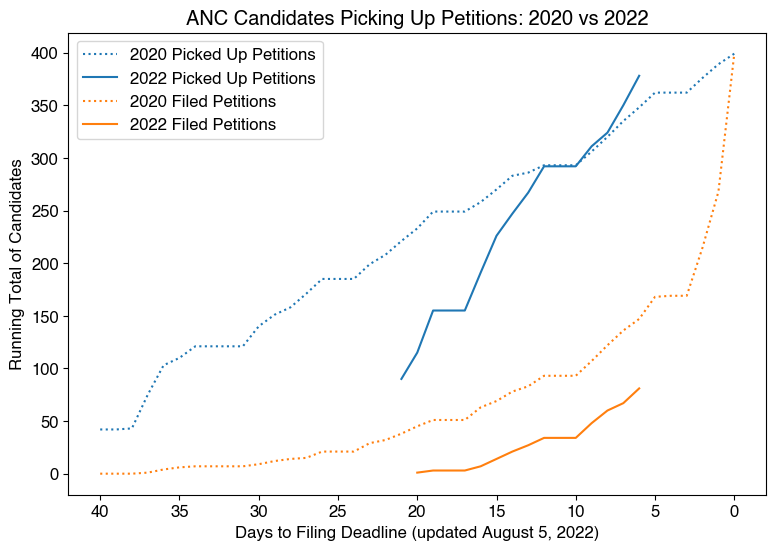 ANC Candidates Picking Up Petitions: 2020 vs 2022
2020 Picked Up Petitions
2022 Picked Up Petitions
2020 Filed Petitions
2022 Filed Petitions
Running Total of Candidates
400
350
300
250
200
150
100
50
0
40 35 30 25 20 15 10 5 0
Days to Filing Deadline (updated August 5, 2022)